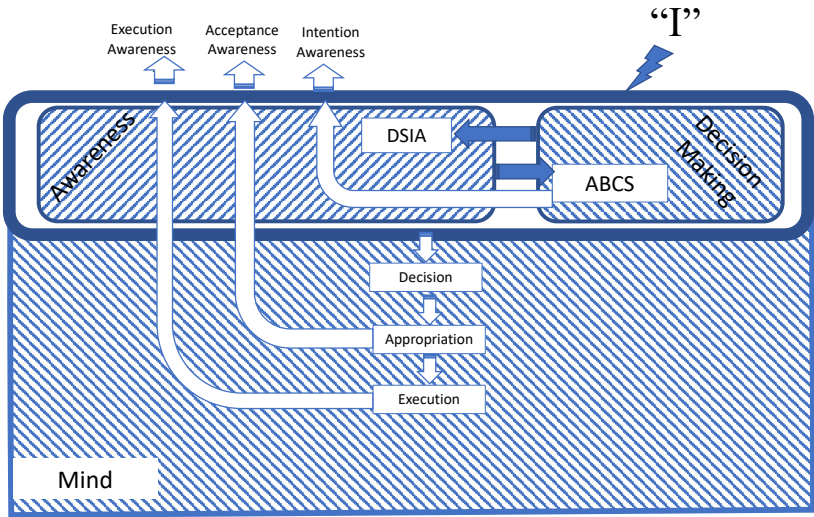 Execution
Awareness
Acceptance
Awareness
Intention
Awareness
“I”
Awareness
DSIA
Decision
Making
ABCS
Decision
Appropriation
Execution
Mind